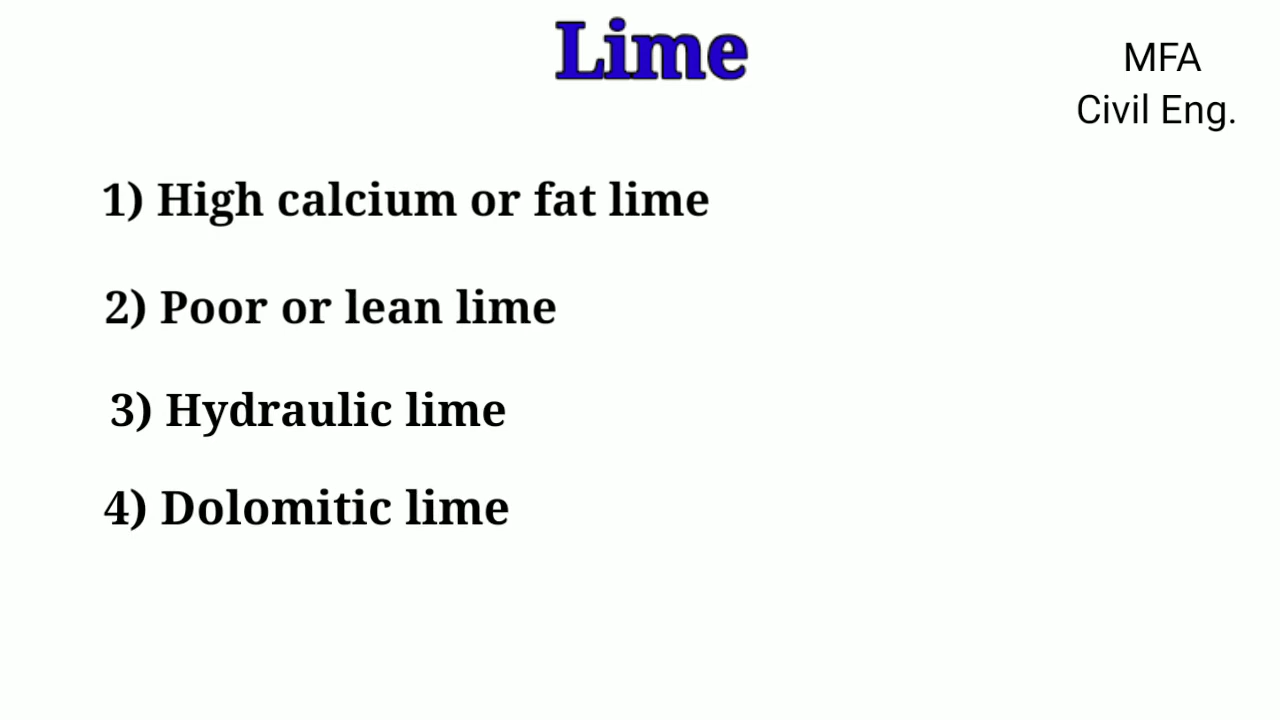 Lime
MFA
Civil Eng.
1) High calcium or fat lime
2) Poor or lean lime
3) Hydraulic lime
4) Dolomitic lime